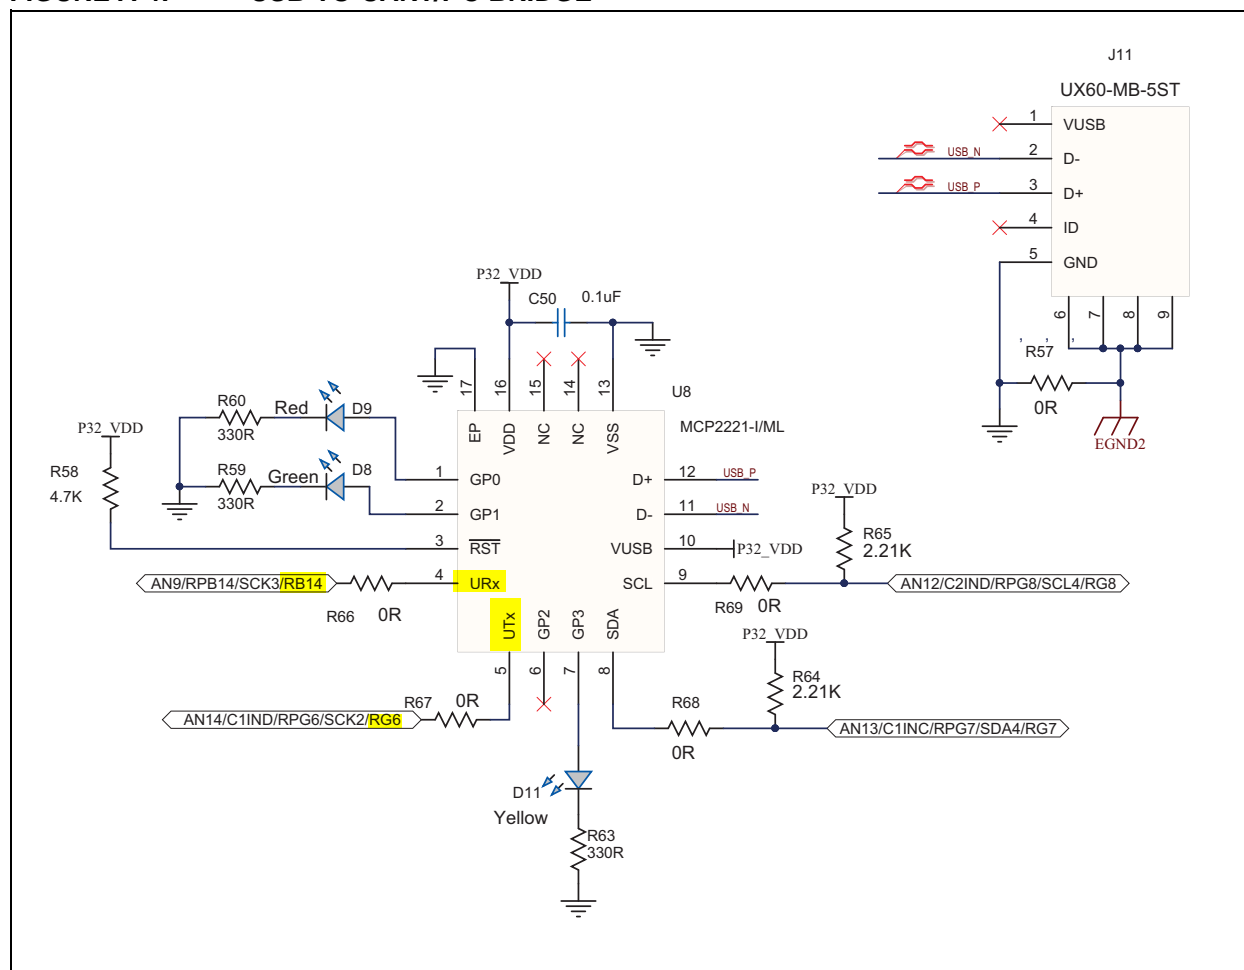 J11
UX60-MB-5ST
1 VUSB
2 D-
USB_N
3 D+
USB_P
4 ID
5 GND
6 7 8 9
R57
0R
EGND2
P32_VDD
C50 0.1uF
17 16 15 14 13
EP VDD NC NC VSS
U8
MCP2221-I/ML
R60
330R
Red
D9
R59
330R
Green
D8
P32_VDD
R58
4.7K
1 GP0
2 GP1
3 RST
4 URx
D+ 12 USB_P
D- 11 USB_N
VUSB 10 P32_VDD
SCL 9
P32_VDD
R65
2.21K
AN9/RPB14/SCK3/RB14
R66 0R
R69 0R
AN12/C2IND/RPG8/SCL4/RG8
UTx GP2 GP3 SDA
5 6 7 8
P32_VDD
R64
2.21K
AN14/C1IND/RPG6/SCK2/RG6
R67 0R
R68
0R
AN13/C1INC/RPG7/SDA4/RG7
D11
Yellow
R63
330R